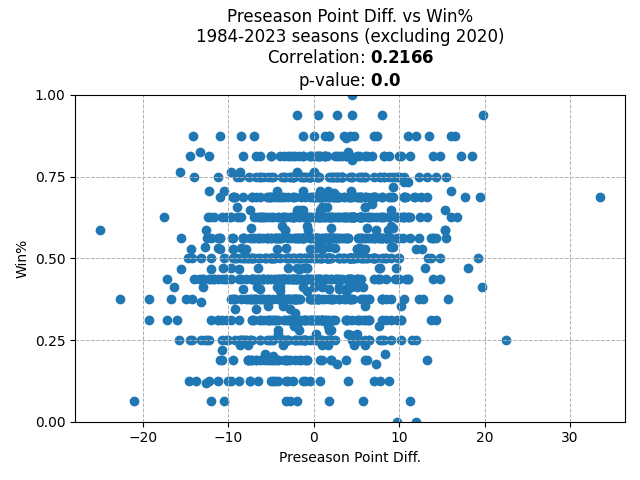 Preseason Point Diff. vs Win%
1984-2023 seasons (excluding 2020)
Correlation: 0.2166
p-value: 0.0
1.00
0.75
0.50
0.25
0.00
Win%
−20
−10
0
10
20
30
Preseason Point Diff.